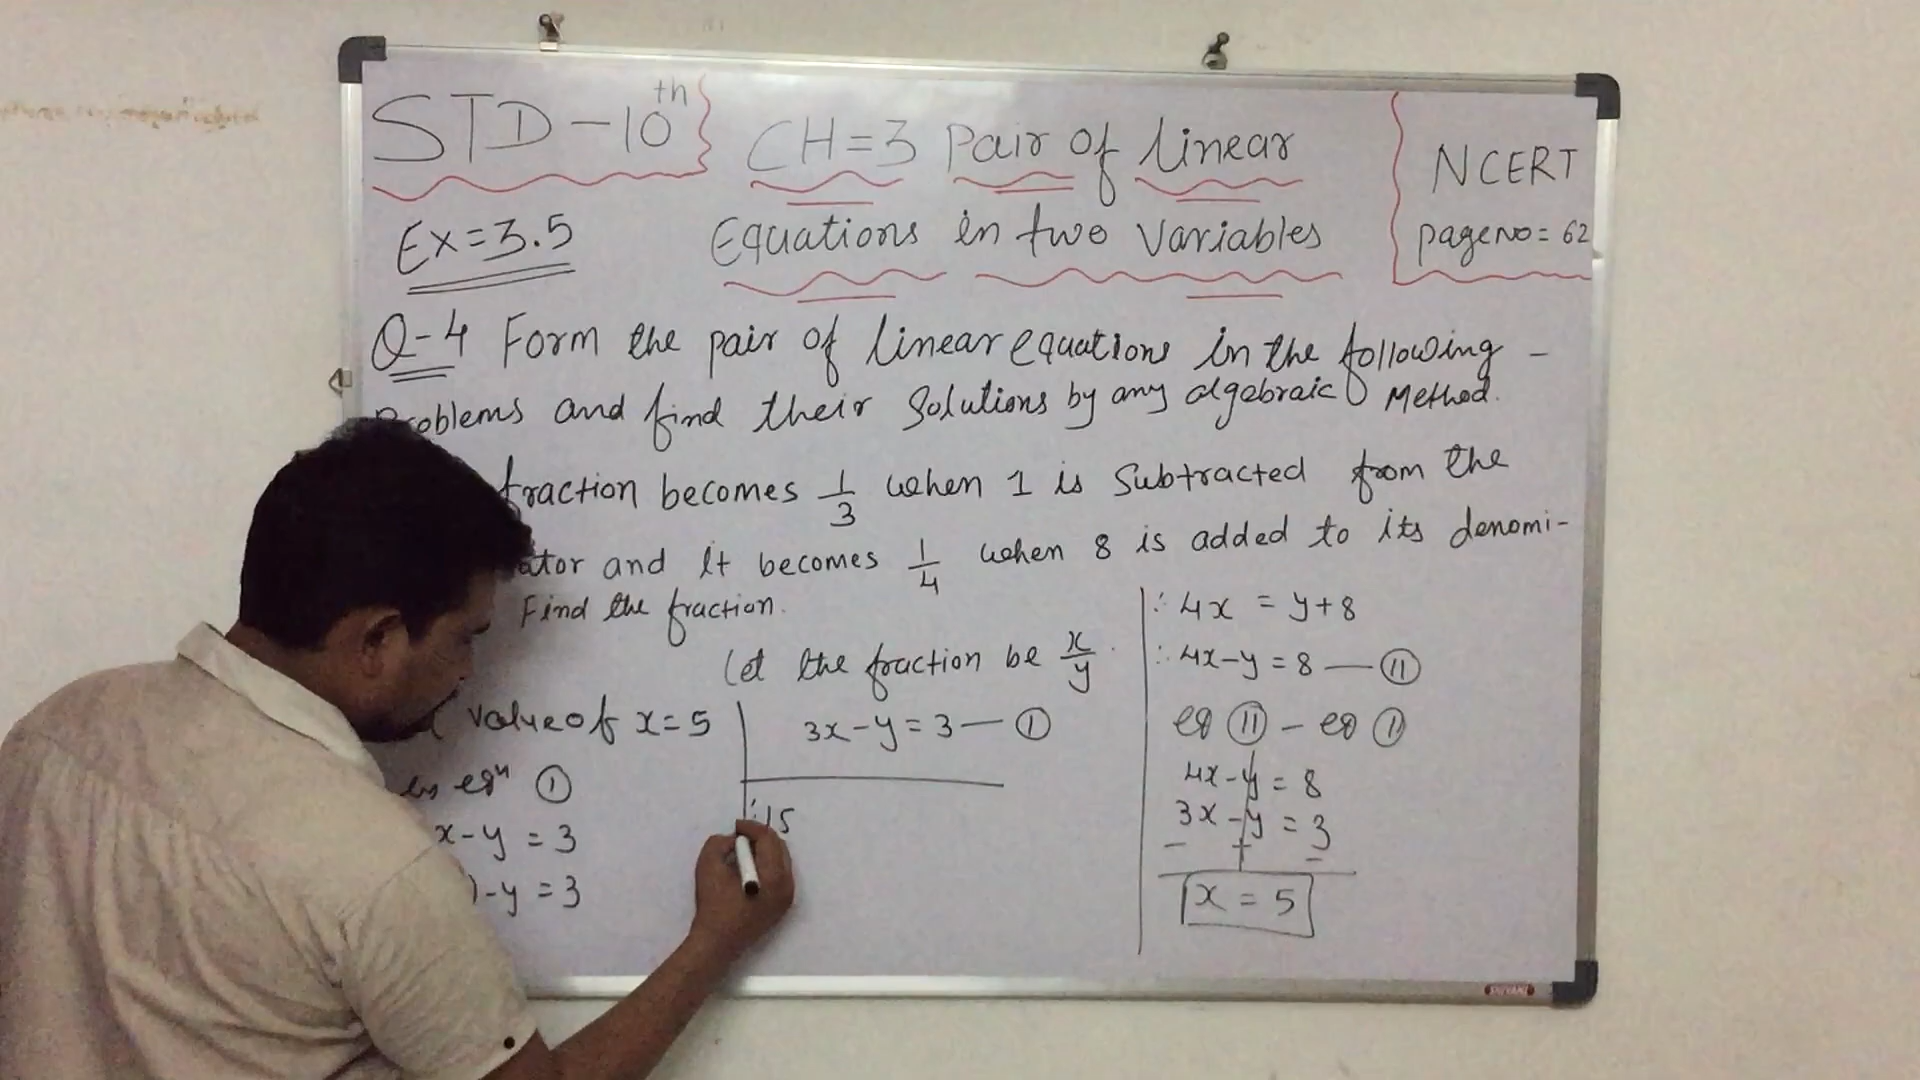 STD-10th
CH=3 Pair of Linear
Equations in two Variables
NCERT
page no = 62
Ex=3.5
Q-4 Form the pair of linear equations in the following -
Problems and find their Solutions by any algebraic Method.
fraction becomes 1/3 when 1 is Subtracted from the
ator and It becomes 1/4 when 8 is added to its denomi-
Find the fraction.
Let the fraction be x/y.
value of x=5
eqn ①
x-y = 3
)-y = 3
3x-y = 3 — ①
∴ 15
∴ 4x = y+8
∴ 4x-y = 8 — ⑪
eq ⑪ - eq ①
4x-y = 8
3x-y = 3
- + -
x = 5